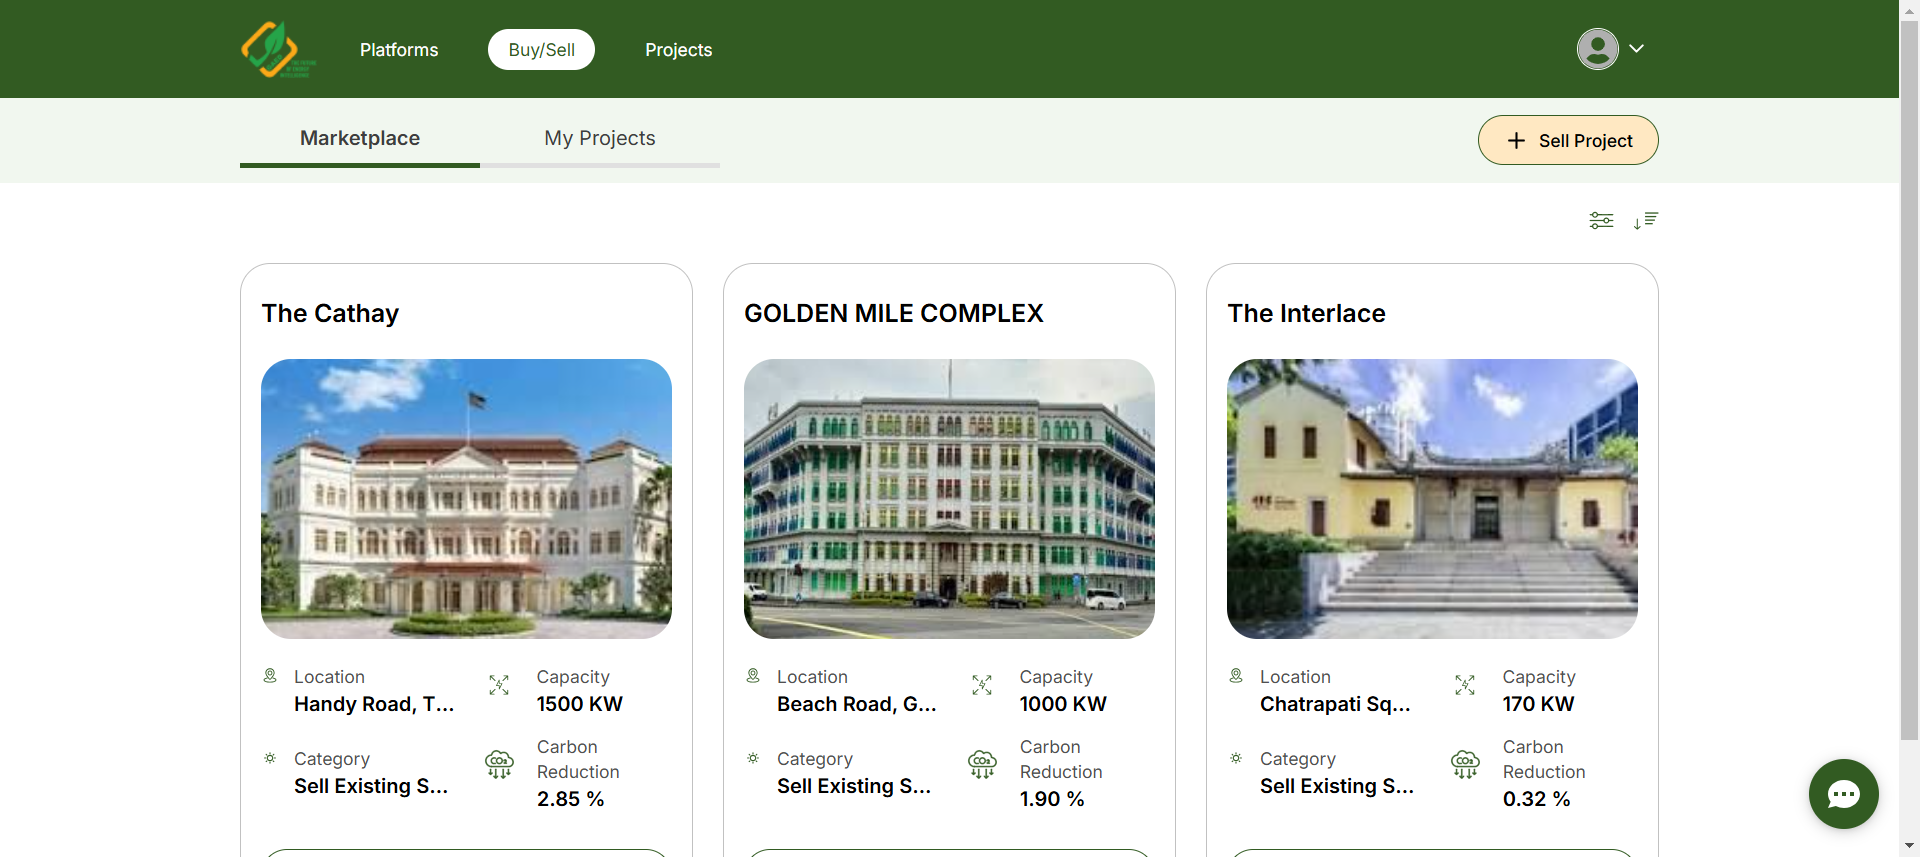 Platforms
Buy/Sell
Projects
Marketplace
My Projects
Sell Project
The Cathay
Location
Handy Road, T...
Capacity
1500 KW
Category
Sell Existing S...
Carbon
Reduction
2.85 %
GOLDEN MILE COMPLEX
Location
Beach Road, G...
Capacity
1000 KW
Category
Sell Existing S...
Carbon
Reduction
1.90 %
The Interlace
Location
Chatrapati Sq...
Capacity
170 KW
Category
Sell Existing S...
Carbon
Reduction
0.32 %